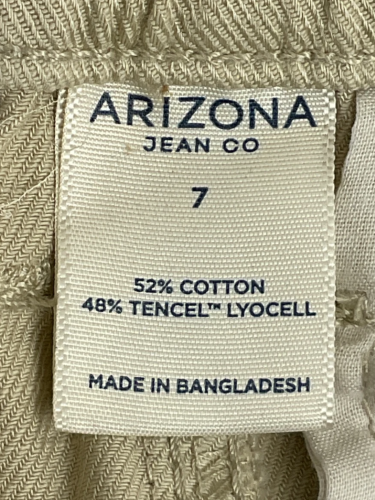 ARIZONA
JEAN CO
7
52% COTTON
48% TENCEL™ LYOCELL
MADE IN BANGLADESH